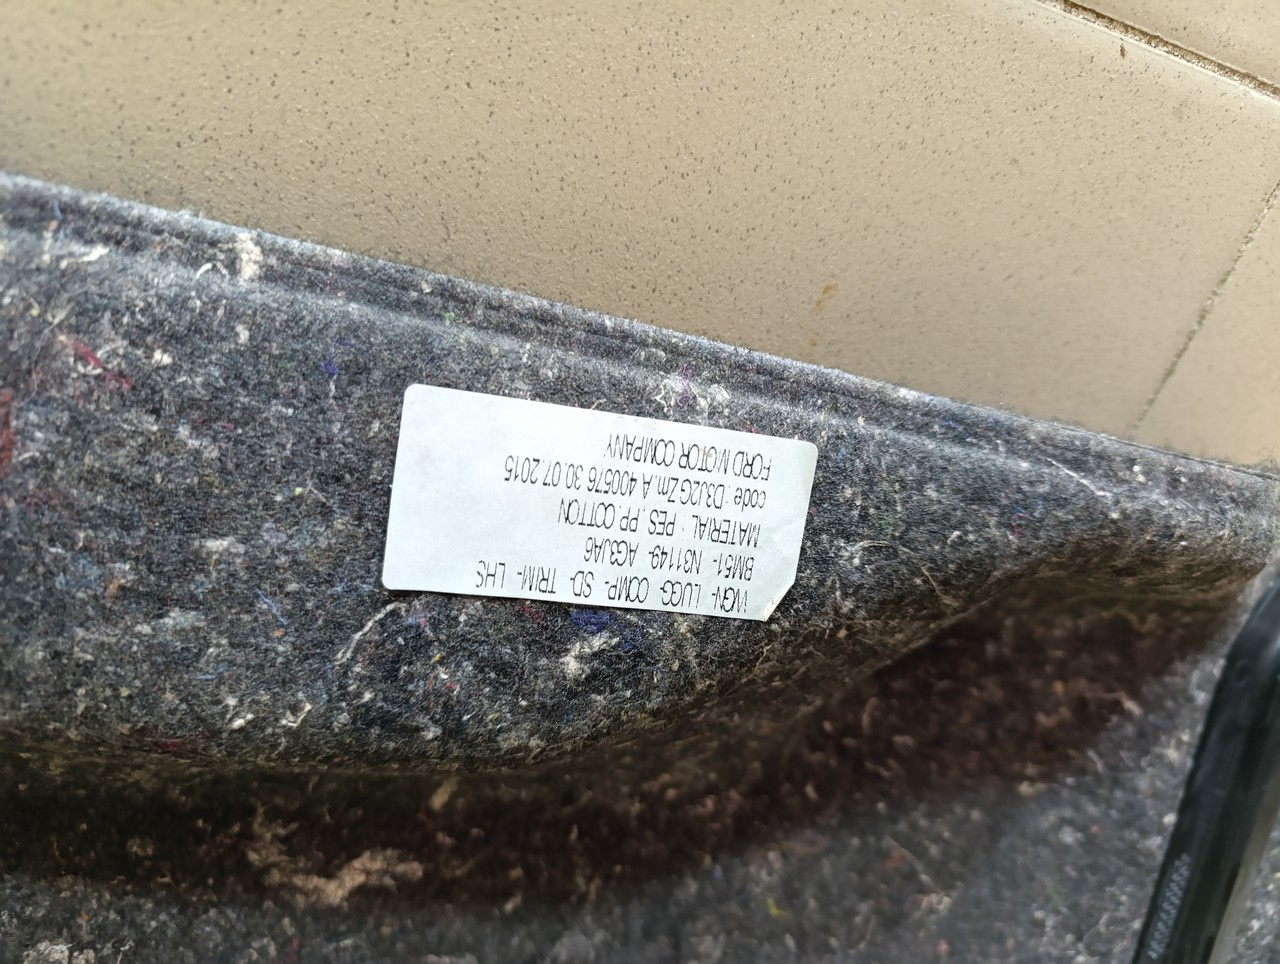 WGN- LUGG- COMP- SD- TRIM- LHS
BM51- N31149- AG3JA6
MATERIAL : PES ,PP, COTTON
code : D3J2G Zm.A 400576 30.07.2015
FORD MOTOR COMPANY